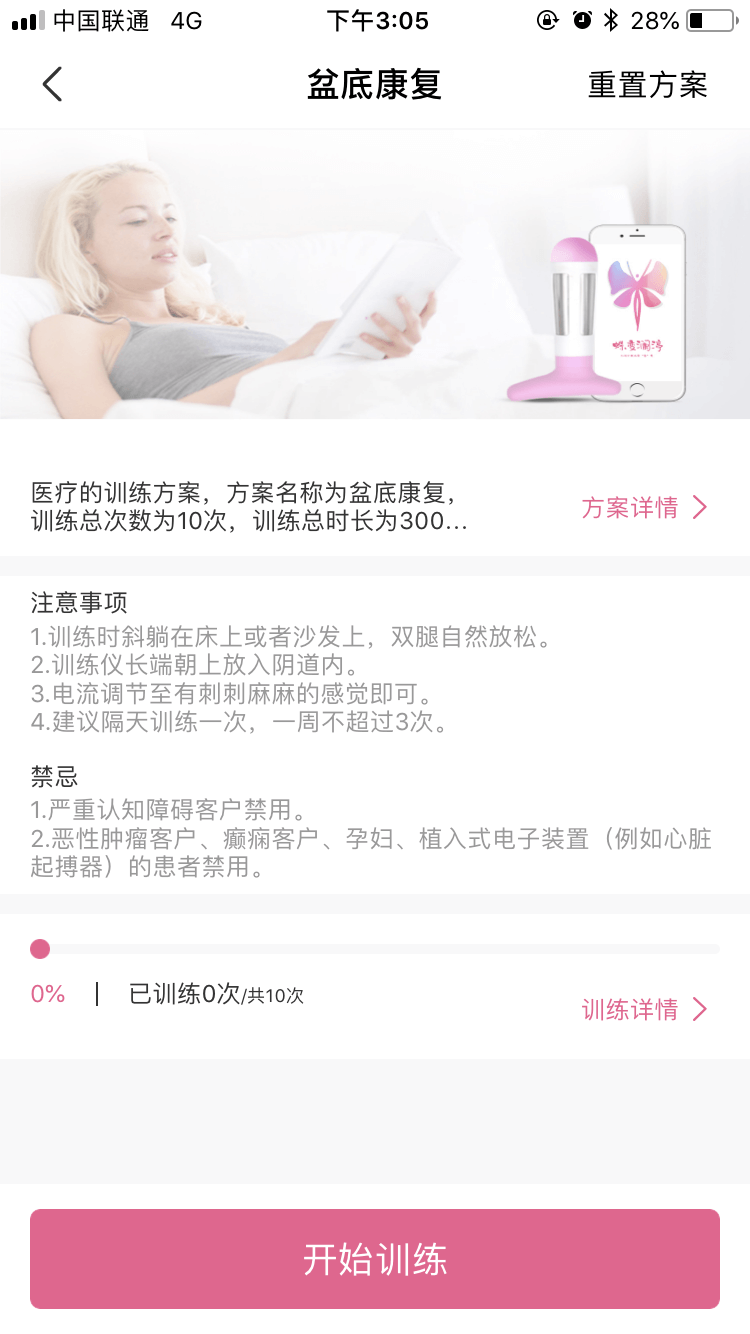 中国联通 4G 下午3:05 28%
盆底康复 重置方案
医疗的训练方案，方案名称为盆底康复，
训练总次数为10次，训练总时长为300...
方案详情
注意事项
1.训练时斜躺在床上或者沙发上，双腿自然放松。
2.训练仪长端朝上放入阴道内。
3.电流调节至有刺刺麻麻的感觉即可。
4.建议隔天训练一次，一周不超过3次。
禁忌
1.严重认知障碍客户禁用。
2.恶性肿瘤客户、癫痫客户、孕妇、植入式电子装置（例如心脏
起搏器）的患者禁用。
0% | 已训练0次/共10次
训练详情
开始训练